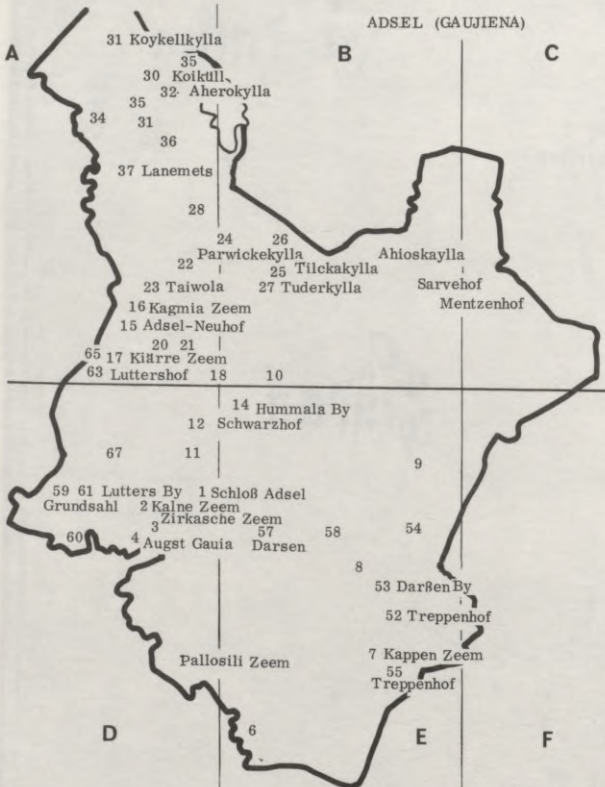 ADSEL (GAUJIENA)
A
B
C
31 Koykellkylla
35
30 Koiküll
32 Aherokylla
35
34
31
36
37 Lanemets
28
24
26
Parwickekylla
Ahioskaylla
22
25 Tilckakylla
23 Taiwola
27 Tuderkylla
Sarvehof
Mentzenhof
16 Kagmia Zeem
15 Adsel-Neuhof
20 21
65
17 Kiärre Zeem
63 Luttershof
18
10
14 Hummala By
12 Schwarzhof
67
11
9
59 61 Lutters By
1 Schloß Adsel
Grundsahl
2 Kalne Zeem
Zirkasche Zeem
3
60
4 Augst Gauia
57
Darsen
58
54
8
53 Darßen By
52 Treppenhof
Pallosili Zeem
7 Kappen Zeem
55
Treppenhof
6
D
E
F